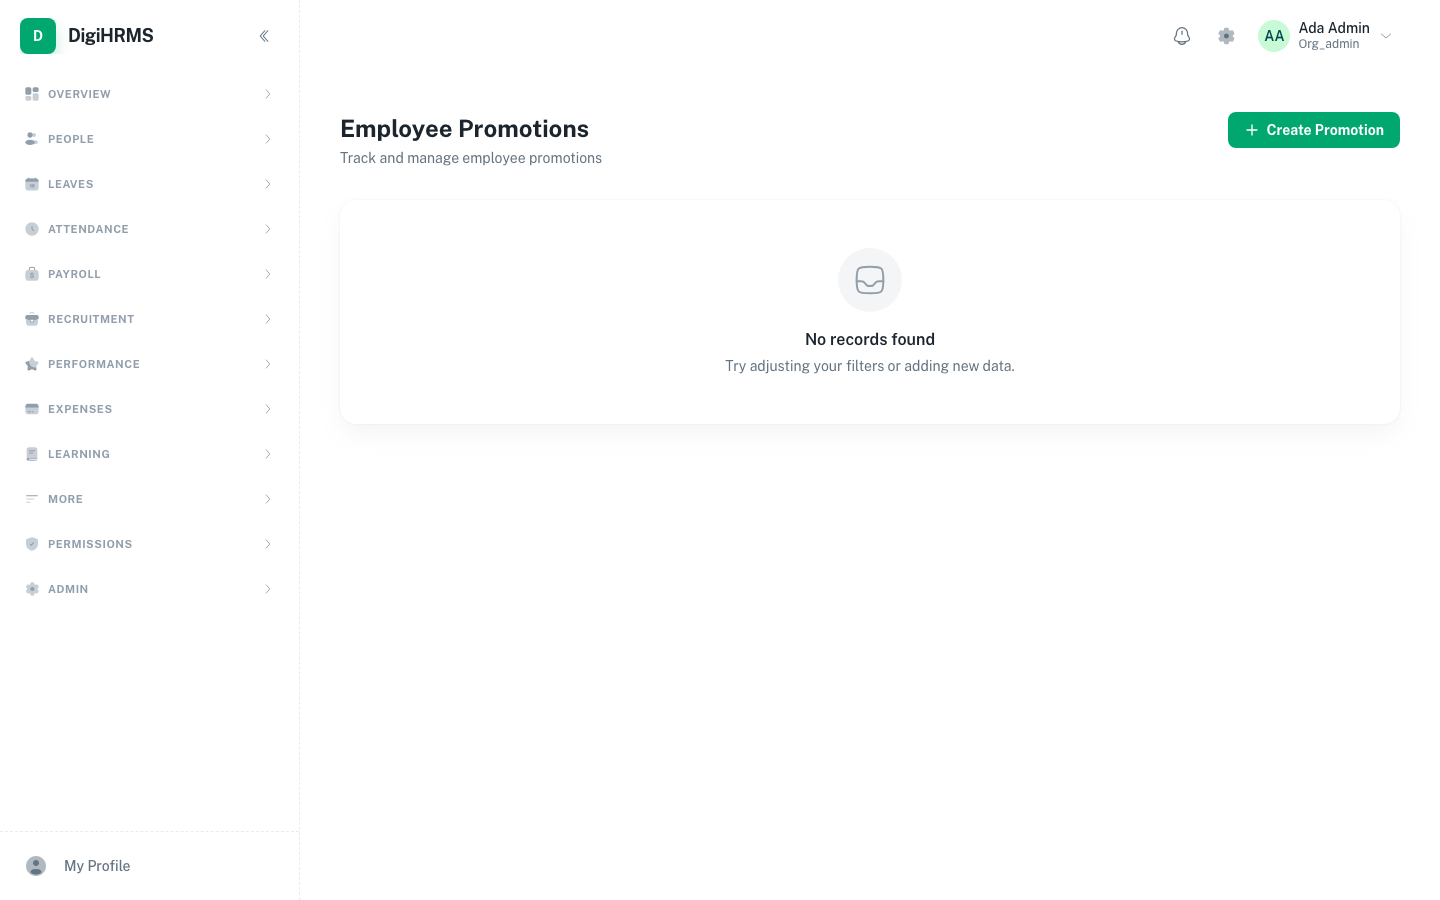 D
DigiHRMS
OVERVIEW
PEOPLE
LEAVES
ATTENDANCE
PAYROLL
RECRUITMENT
PERFORMANCE
EXPENSES
LEARNING
MORE
PERMISSIONS
ADMIN
My Profile
AA
Ada Admin
Org_admin
Employee Promotions
Track and manage employee promotions
Create Promotion
No records found
Try adjusting your filters or adding new data.